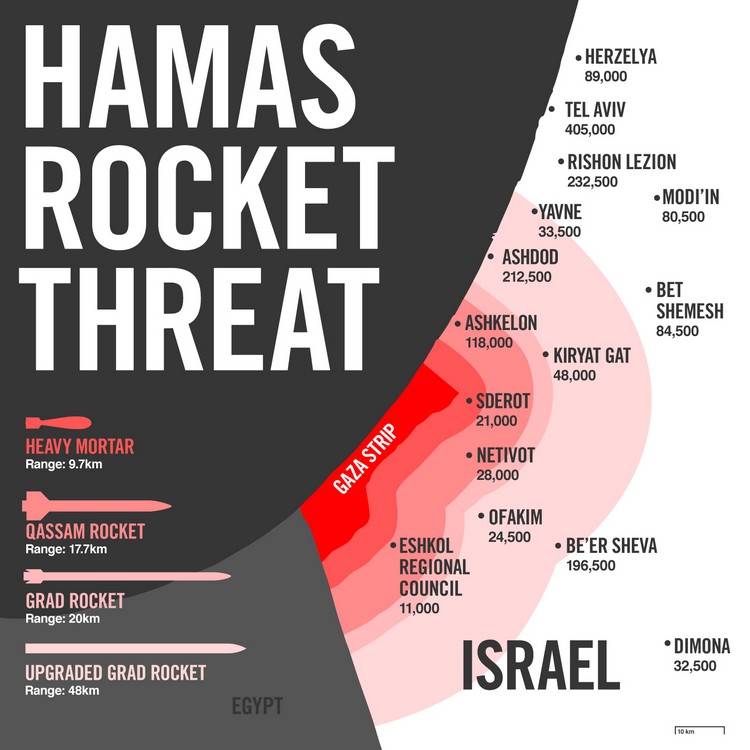 HAMAS
ROCKET
THREAT
HEAVY MORTAR
Range: 9.7km
QASSAM ROCKET
Range: 17.7km
GRAD ROCKET
Range: 20km
UPGRADED GRAD ROCKET
Range: 48km
EGYPT
GAZA STRIP
HERZELYA
89,000
TEL AVIV
405,000
RISHON LEZION
232,500
MODI'IN
80,500
YAVNE
33,500
ASHDOD
212,500
BET
SHEMESH
84,500
ASHKELON
118,000
KIRYAT GAT
48,000
SDEROT
21,000
NETIVOT
28,000
OFAKIM
24,500
ESHKOL
REGIONAL
COUNCIL
11,000
BE'ER SHEVA
196,500
ISRAEL
DIMONA
32,500
10 km